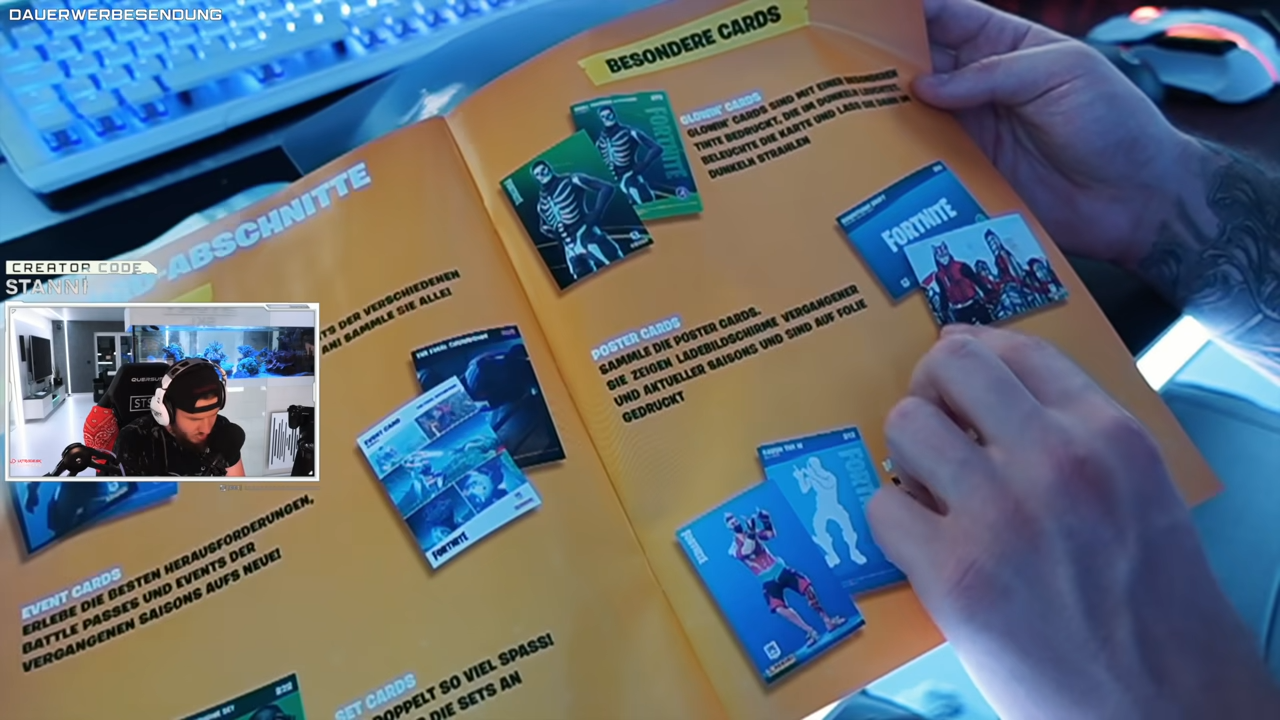 DAUERWERBESENDUNG
CREATOR CODE
STANNI
ABSCHNITTE
TS DER VERSCHIEDENEN
AN! SAMMLE SIE ALLE!
EVENT CARD
FORTNITE
EVENT CARDS
ERLEBE DIE BESTEN HERAUSFORDERUNGEN,
BATTLE PASSES UND EVENTS DER
VERGANGENEN SAISONS AUFS NEUE!
SET CARDS
DOPPELT SO VIEL SPASS!
DIE SETS AN
BESONDERE CARDS
FORTNITE
GLOWIN' CARDS
GLOWIN' CARDS SIND MIT EINER BESONDEREN
TINTE BEDRUCKT, DIE IM DUNKELN LEUCHTET.
BELEUCHTE DIE KARTE UND LASS SIE DANN IM
DUNKELN STRAHLEN
FORTNITE
POSTER CARDS
SAMMLE DIE POSTER CARDS.
SIE ZEIGEN LADEBILDSCHIRME VERGANGENER
UND AKTUELLER SAISONS UND SIND AUF FOLIE
GEDRUCKT